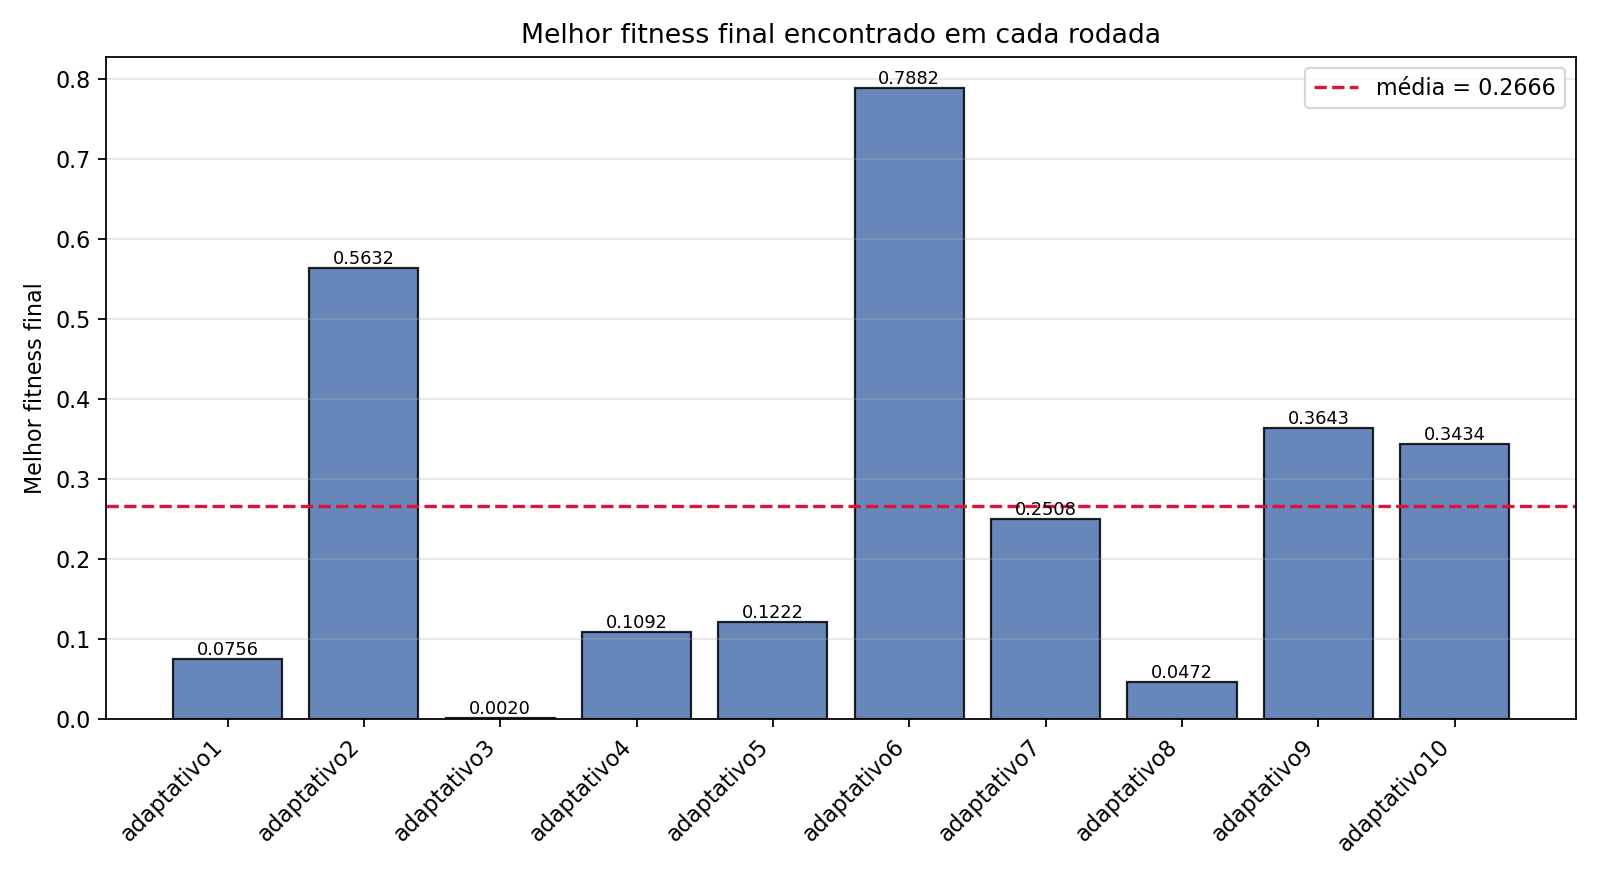 Melhor fitness final encontrado em cada rodada
média = 0.2666
Melhor fitness final
0.8
0.7
0.6
0.5
0.4
0.3
0.2
0.1
0.0
0.0756
0.5632
0.0020
0.1092
0.1222
0.7882
0.2508
0.0472
0.3643
0.3434
adaptativo1
adaptativo2
adaptativo3
adaptativo4
adaptativo5
adaptativo6
adaptativo7
adaptativo8
adaptativo9
adaptativo10